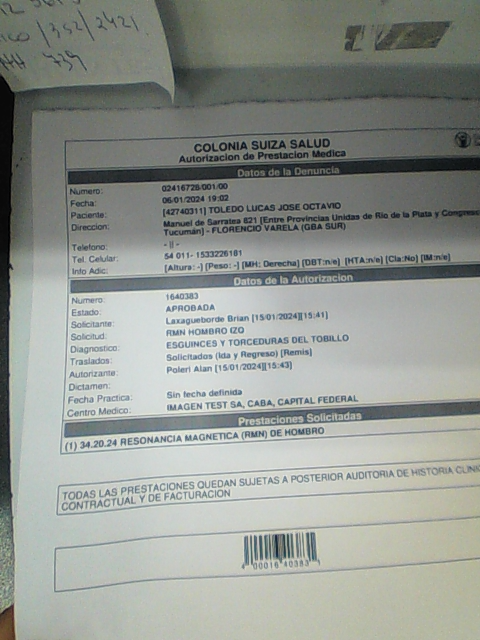 /352/2421
739
COLONIA SUIZA SALUD
Autorizacion de Prestacion Medica
Datos de la Denuncia
Numero: 02416728/001/00
Fecha: 06/01/2024 19:02
Paciente: [42740311] TOLEDO LUCAS JOSE OCTAVIO
Direccion: Manuel de Sarratea 621 [Entre Provincias Unidas de Rio de la Plata y Congreso
Tucumán] - FLORENCIO VARELA (GBA SUR)
Telefono: - || -
Tel. Celular: 54 011- 1533226181
Info Adic: [Altura: -] [Peso: -] [MH: Derecha] [DBT:n/e] [HTA:n/e] [Cla:No] [IM:n/e]
Datos de la Autorizacion
Numero: 1640383
Estado: APROBADA
Solicitante: Laxagueborde Brian [15/01/2024][15:41]
Solicitud: RMN HOMBRO IZQ
Diagnostico: ESGUINCES Y TORCEDURAS DEL TOBILLO
Traslados: Solicitados (Ida y Regreso) [Remis]
Autorizante: Poleri Alan [15/01/2024][15:43]
Dictamen:
Fecha Practica: Sin fecha definida
Centro Medico: IMAGEN TEST SA, CABA, CAPITAL FEDERAL
Prestaciones Solicitadas
(1) 34.20.24 RESONANCIA MAGNETICA (RMN) DE HOMBRO
TODAS LAS PRESTACIONES QUEDAN SUJETAS A POSTERIOR AUDITORIA DE HISTORIA CLINIC
CONTRACTUAL Y DE FACTURACION